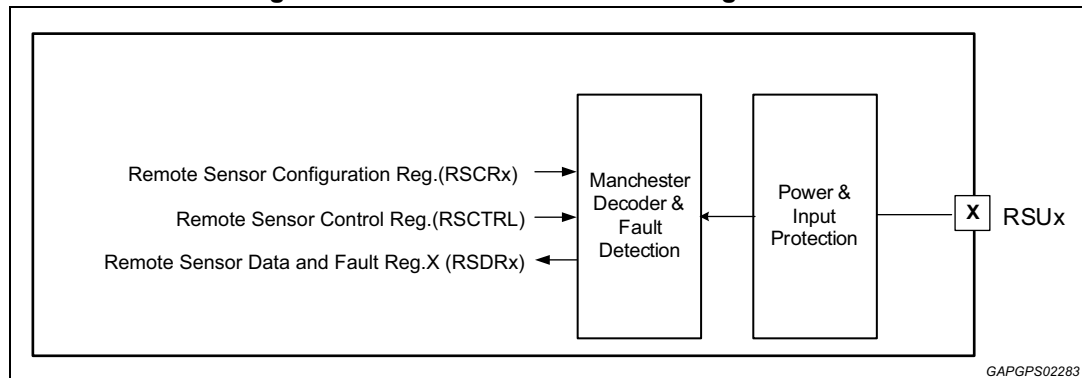 Remote Sensor Configuration Reg.(RSCRx)
Remote Sensor Control Reg.(RSCTRL)
Remote Sensor Data and Fault Reg.X (RSDRx)
Manchester
Decoder &
Fault
Detection
Power &
Input
Protection
X
RSUx
GAPGPS02283